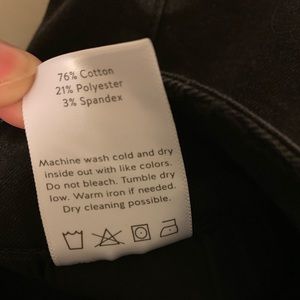 76% Cotton
21% Polyester
3% Spandex
Machine wash cold and dry
inside out with like colors.
Do not bleach. Tumble dry
low. Warm iron if needed.
Dry cleaning possible.